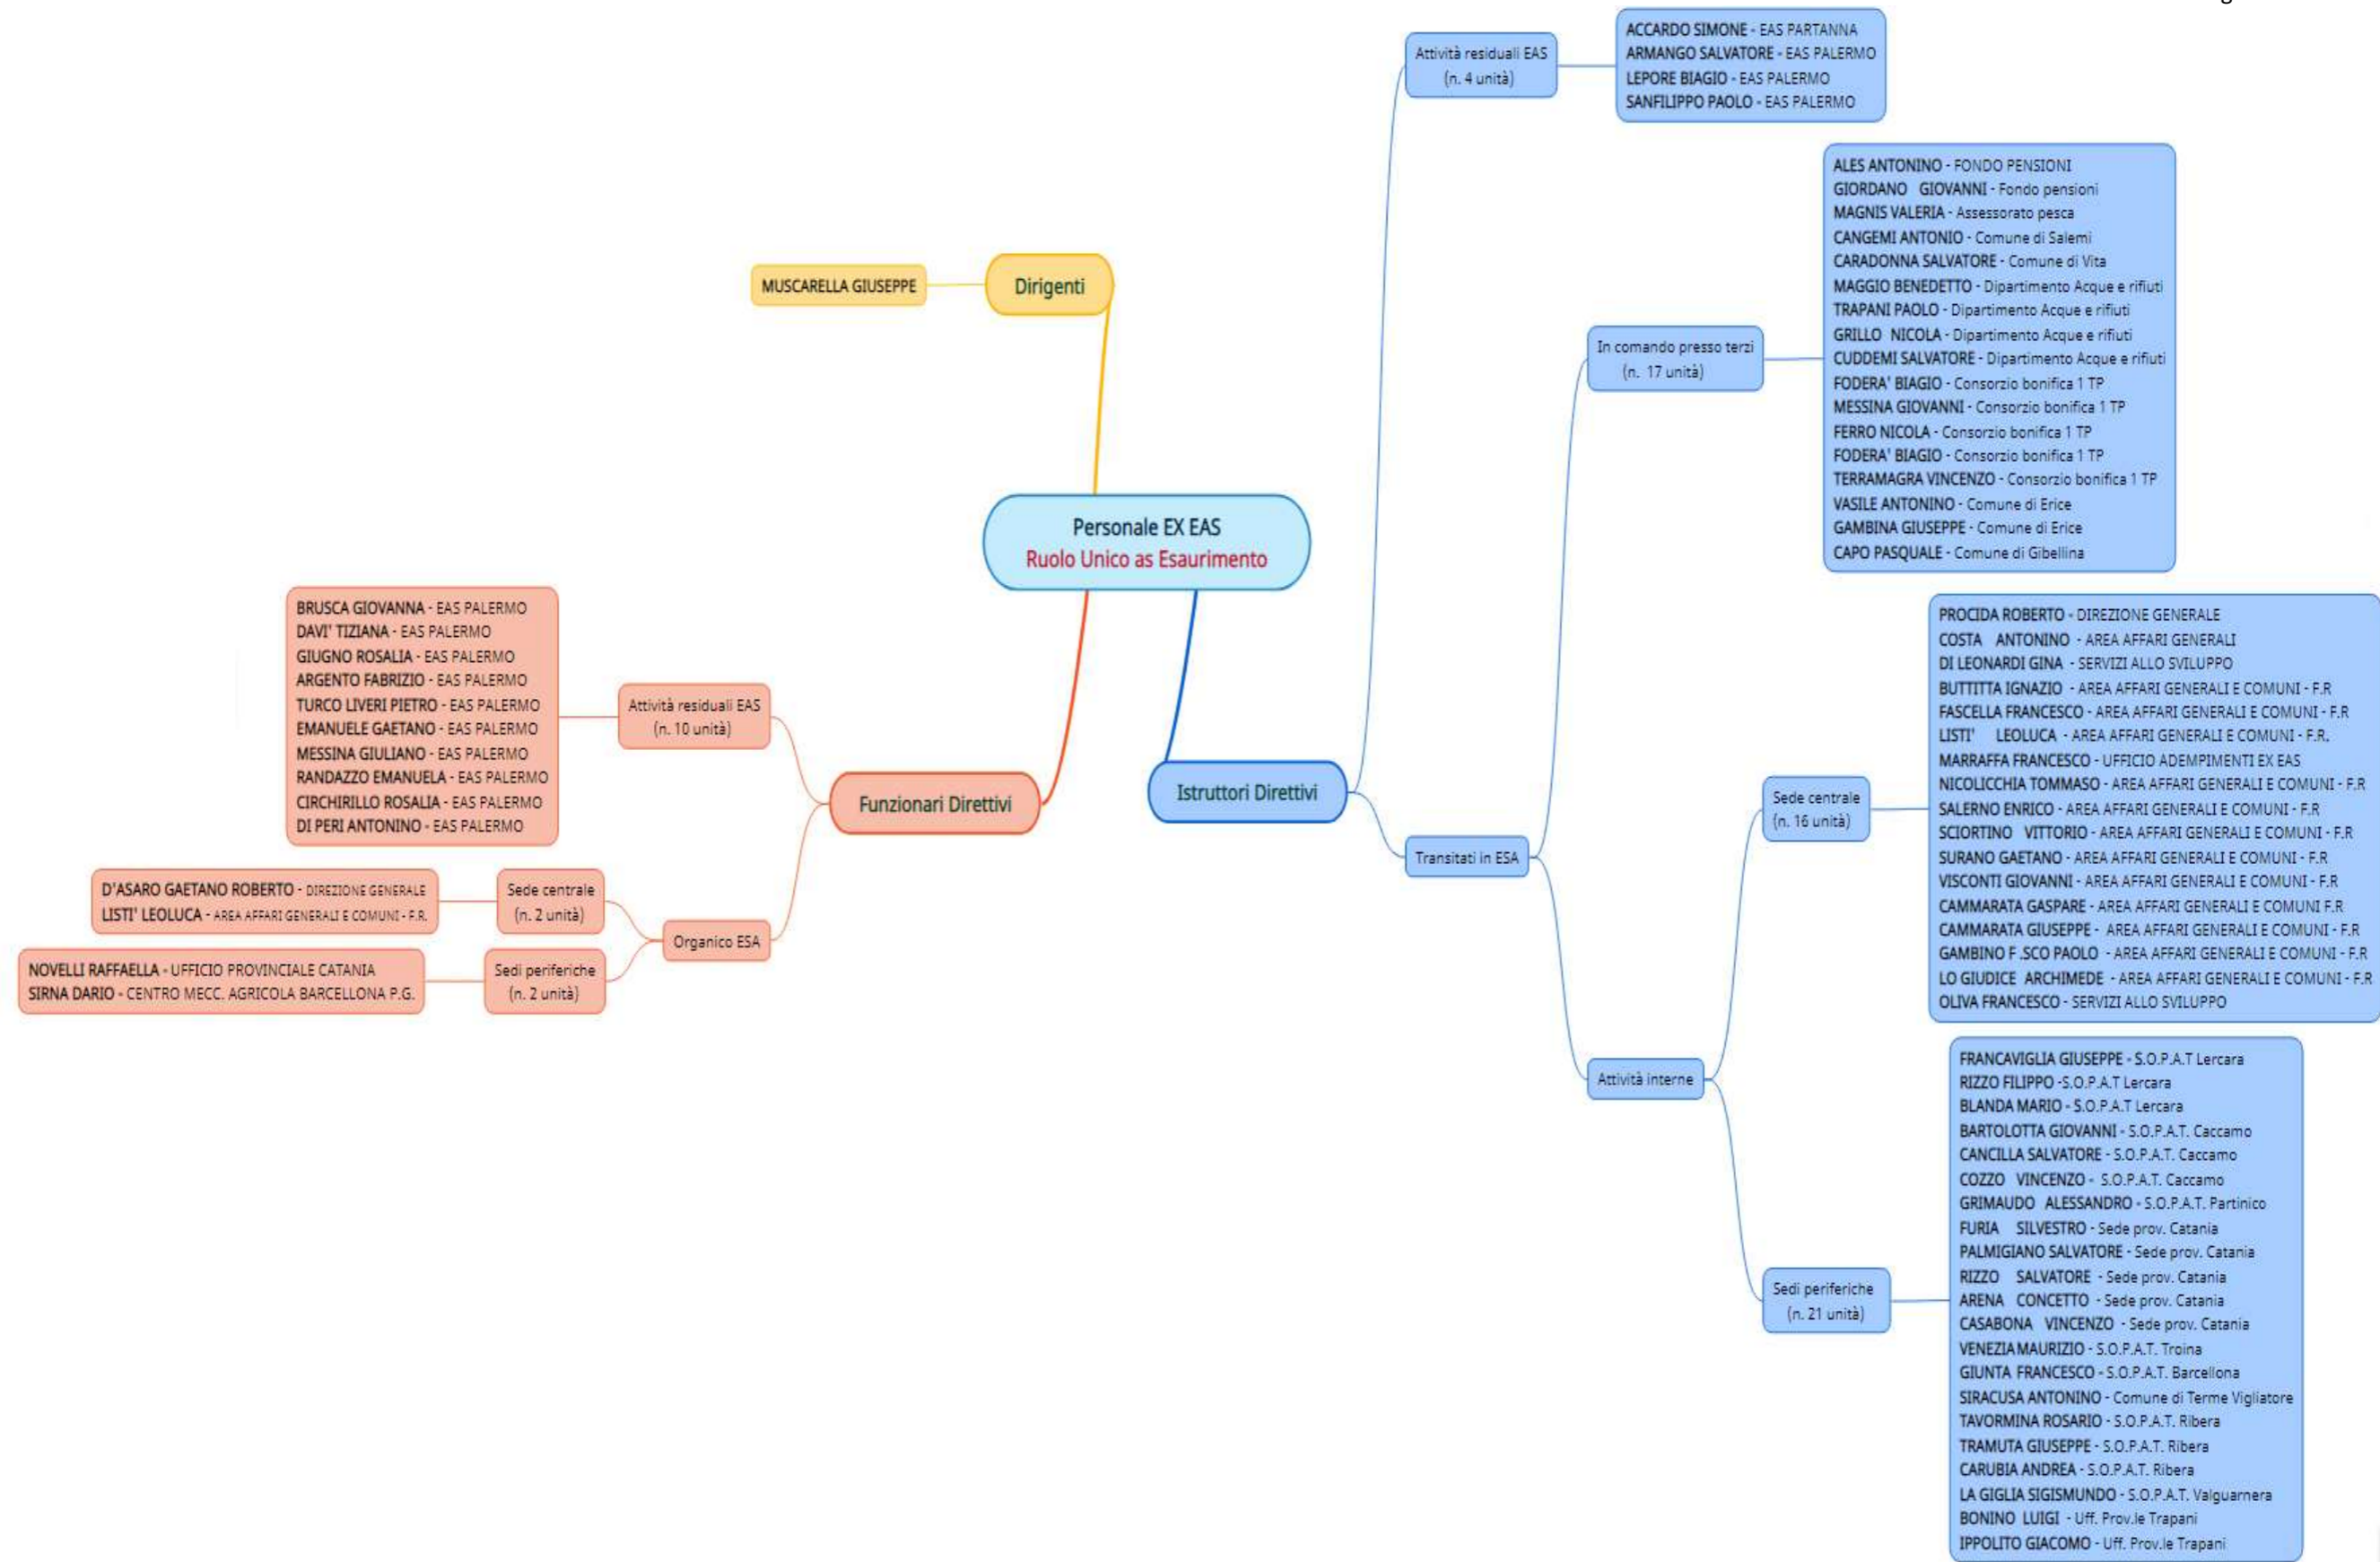 Personale EX EAS
Ruolo Unico as Esaurimento
Dirigenti
MUSCARELLA GIUSEPPE
Funzionari Direttivi
Attività residuali EAS
(n. 10 unità)
BRUSCA GIOVANNA - EAS PALERMO
DAVI' TIZIANA - EAS PALERMO
GIUGNO ROSALIA - EAS PALERMO
ARGENTO FABRIZIO - EAS PALERMO
TURCO LIVERI PIETRO - EAS PALERMO
EMANUELE GAETANO - EAS PALERMO
MESSINA GIULIANO - EAS PALERMO
RANDAZZO EMANUELA - EAS PALERMO
CIRCHIRILLO ROSALIA - EAS PALERMO
DI PERI ANTONINO - EAS PALERMO
Organico ESA
Sede centrale
(n. 2 unità)
D'ASARO GAETANO ROBERTO - DIREZIONE GENERALE
LISTI' LEOLUCA - AREA AFFARI GENERALI E COMUNI - F.R.
Sedi periferiche
(n. 2 unità)
NOVELLI RAFFAELLA - UFFICIO PROVINCIALE CATANIA
SIRNA DARIO - CENTRO MECC. AGRICOLA BARCELLONA P.G.
Istruttori Direttivi
Attività residuali EAS
(n. 4 unità)
ACCARDO SIMONE - EAS PARTANNA
ARMANGO SALVATORE - EAS PALERMO
LEPORE BIAGIO - EAS PALERMO
SANFILIPPO PAOLO - EAS PALERMO
Transitati in ESA
In comando presso terzi
(n. 17 unità)
ALES ANTONINO - FONDO PENSIONI
GIORDANO GIOVANNI - Fondo pensioni
MAGNIS VALERIA - Assessorato pesca
CANGEMI ANTONIO - Comune di Salemi
CARADONNA SALVATORE - Comune di Vita
MAGGIO BENEDETTO - Dipartimento Acque e rifiuti
TRAPANI PAOLO - Dipartimento Acque e rifiuti
GRILLO NICOLA - Dipartimento Acque e rifiuti
CUDDEMI SALVATORE - Dipartimento Acque e rifiuti
FODERA' BIAGIO - Consorzio bonifica 1 TP
MESSINA GIOVANNI - Consorzio bonifica 1 TP
FERRO NICOLA - Consorzio bonifica 1 TP
FODERA' BIAGIO - Consorzio bonifica 1 TP
TERRAMAGRA VINCENZO - Consorzio bonifica 1 TP
VASILE ANTONINO - Comune di Erice
GAMBINA GIUSEPPE - Comune di Erice
CAPO PASQUALE - Comune di Gibellina
Attività interne
Sede centrale
(n. 16 unità)
PROCIDA ROBERTO - DIREZIONE GENERALE
COSTA ANTONINO - AREA AFFARI GENERALI
DI LEONARDI GINA - SERVIZI ALLO SVILUPPO
BUTTITTA IGNAZIO - AREA AFFARI GENERALI E COMUNI - F.R
FASCELLA FRANCESCO - AREA AFFARI GENERALI E COMUNI - F.R
LISTI' LEOLUCA - AREA AFFARI GENERALI E COMUNI - F.R.
MARRAFFA FRANCESCO - UFFICIO ADEMPIMENTI EX EAS
NICOLICCHIA TOMMASO - AREA AFFARI GENERALI E COMUNI - F.R
SALERNO ENRICO - AREA AFFARI GENERALI E COMUNI - F.R
SCIORTINO VITTORIO - AREA AFFARI GENERALI E COMUNI - F.R
SURANO GAETANO - AREA AFFARI GENERALI E COMUNI - F.R
VISCONTI GIOVANNI - AREA AFFARI GENERALI E COMUNI - F.R
CAMMARATA GASPARE - AREA AFFARI GENERALI E COMUNI F.R
CAMMARATA GIUSEPPE - AREA AFFARI GENERALI E COMUNI - F.R
GAMBINO F .SCO PAOLO - AREA AFFARI GENERALI E COMUNI - F.R
LO GIUDICE ARCHIMEDE - AREA AFFARI GENERALI E COMUNI - F.R
OLIVA FRANCESCO - SERVIZI ALLO SVILUPPO
Sedi periferiche
(n. 21 unità)
FRANCAVIGLIA GIUSEPPE - S.O.P.A.T Lercara
RIZZO FILIPPO -S.O.P.A.T Lercara
BLANDA MARIO - S.O.P.A.T Lercara
BARTOLOTTA GIOVANNI - S.O.P.A.T. Caccamo
CANCILLA SALVATORE - S.O.P.A.T. Caccamo
COZZO VINCENZO - S.O.P.A.T. Caccamo
GRIMAUDO ALESSANDRO - S.O.P.A.T. Partinico
FURIA SILVESTRO - Sede prov. Catania
PALMIGIANO SALVATORE - Sede prov. Catania
RIZZO SALVATORE - Sede prov. Catania
ARENA CONCETTO - Sede prov. Catania
CASABONA VINCENZO - Sede prov. Catania
VENEZIA MAURIZIO - S.O.P.A.T. Troina
GIUNTA FRANCESCO - S.O.P.A.T. Barcellona
SIRACUSA ANTONINO - Comune di Terme Vigliatore
TAVORMINA ROSARIO - S.O.P.A.T. Ribera
TRAMUTA GIUSEPPE - S.O.P.A.T. Ribera
CARUBIA ANDREA - S.O.P.A.T. Ribera
LA GIGLIA SIGISMUNDO - S.O.P.A.T. Valguarnera
BONINO LUIGI - Uff. Prov.le Trapani
IPPOLITO GIACOMO - Uff. Prov.le Trapani